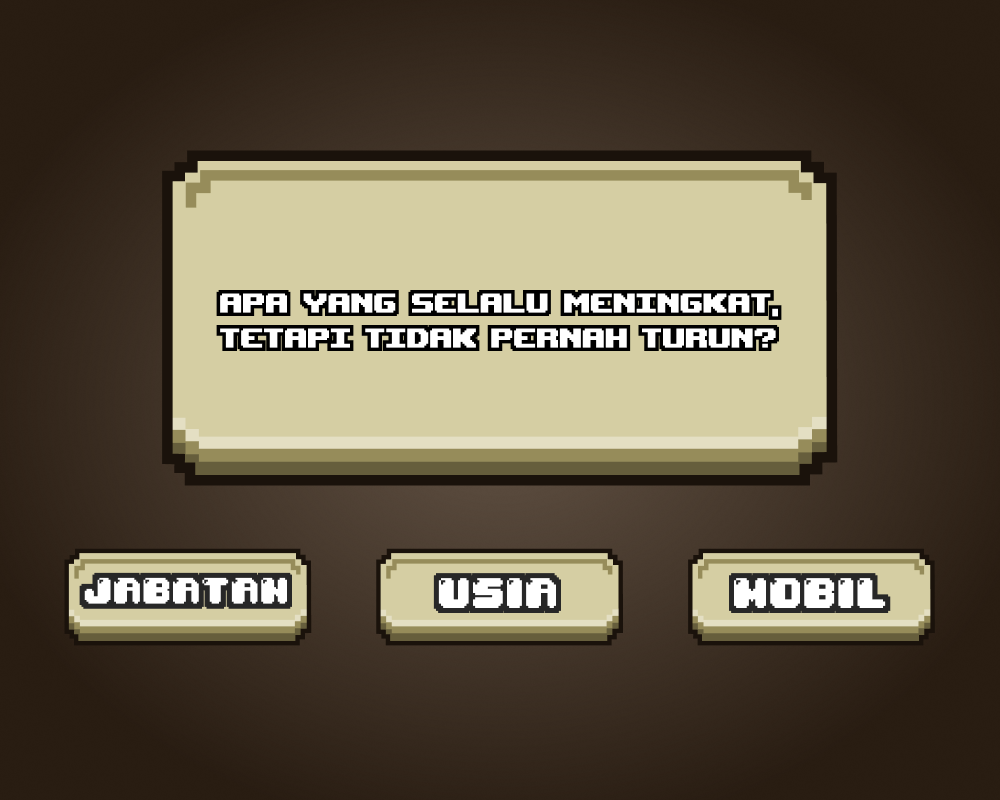 APA YANG SELALU MENINGKAT,
TETAPI TIDAK PERNAH TURUN?
JABATAN
USIA
MOBIL